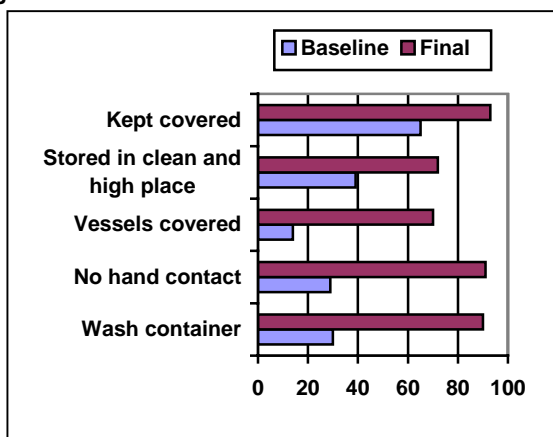 Baseline Final
Kept covered
Stored in clean and
high place
Vessels covered
No hand contact
Wash container
0 20 40 60 80 100